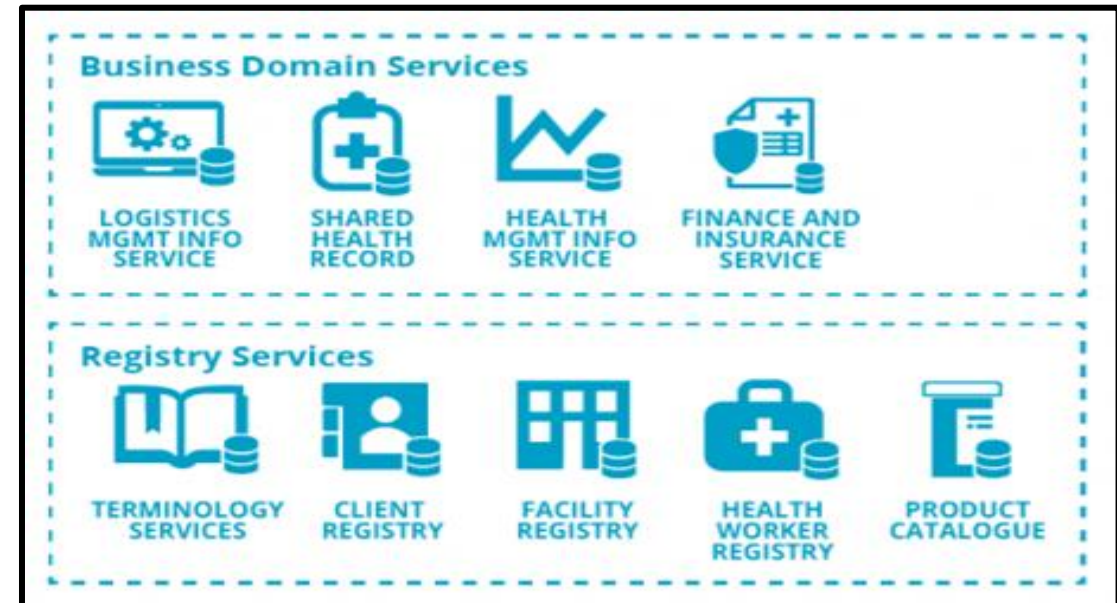 Business Domain Services
LOGISTICS
MGMT INFO
SERVICE
SHARED
HEALTH
RECORD
HEALTH
MGMT INFO
SERVICE
FINANCE AND
INSURANCE
SERVICE
Registry Services
TERMINOLOGY
SERVICES
CLIENT
REGISTRY
FACILITY
REGISTRY
HEALTH
WORKER
REGISTRY
PRODUCT
CATALOGUE